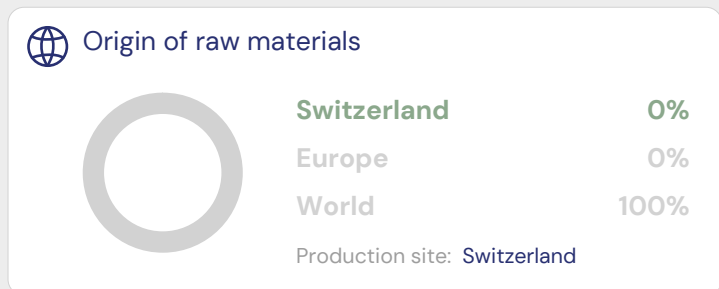 Origin of raw materials
Switzerland 0%
Europe 0%
World 100%
Production site: Switzerland